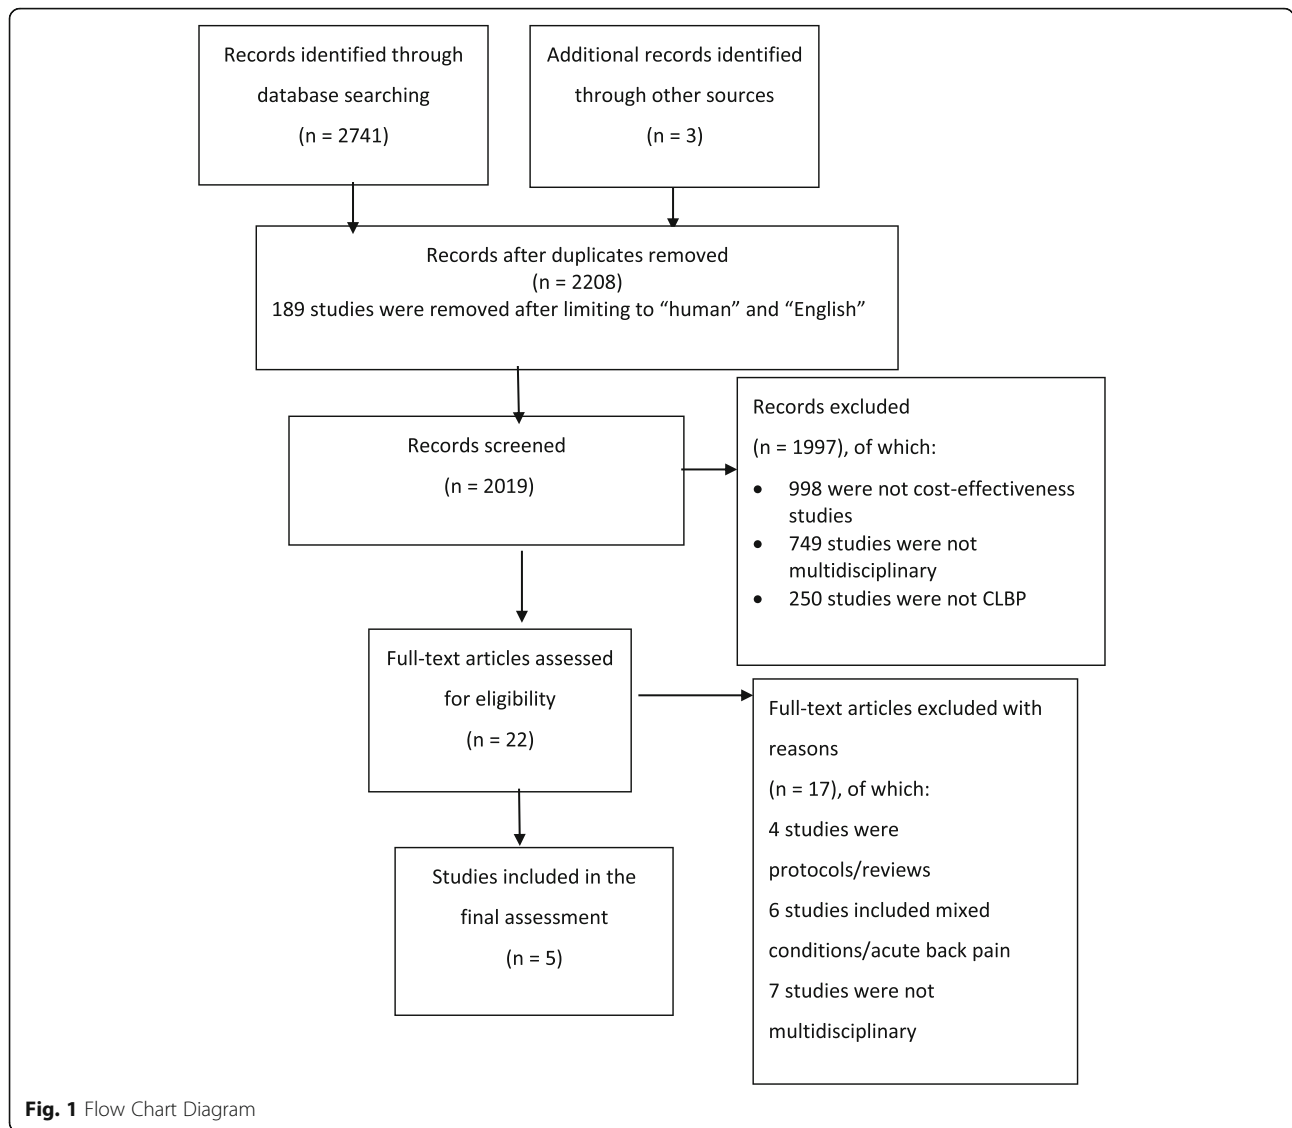 Records identified through
database searching
(n = 2741)
Additional records identified
through other sources
(n = 3)
Records after duplicates removed
(n = 2208)
189 studies were removed after limiting to “human” and “English”
Records screened
(n = 2019)
Records excluded
(n = 1997), of which:
• 998 were not cost-effectiveness
studies
• 749 studies were not
multidisciplinary
• 250 studies were not CLBP
Full-text articles assessed
for eligibility
(n = 22)
Full-text articles excluded with
reasons
(n = 17), of which:
4 studies were
protocols/reviews
6 studies included mixed
conditions/acute back pain
7 studies were not
multidisciplinary
Studies included in the
final assessment
(n = 5)
Fig. 1 Flow Chart Diagram